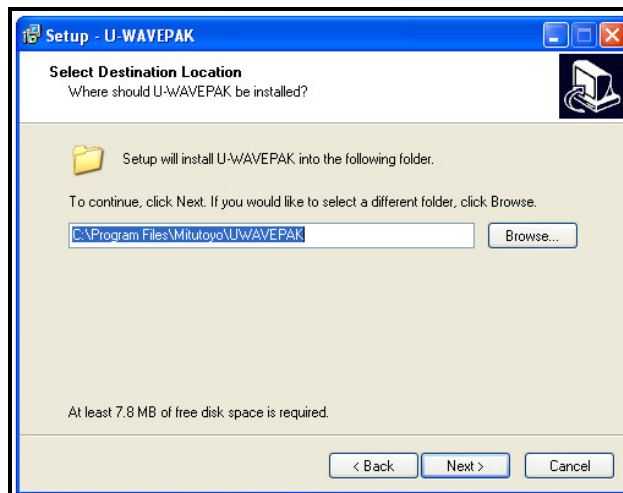 Setup - U-WAVEPAK
Select Destination Location
Where should U-WAVEPAK be installed?
Setup will install U-WAVEPAK into the following folder.
To continue, click Next. If you would like to select a different folder, click Browse.
C:\Program Files\Mitutoyo\UWAVEPAK
Browse...
At least 7.8 MB of free disk space is required.
< Back Next > Cancel